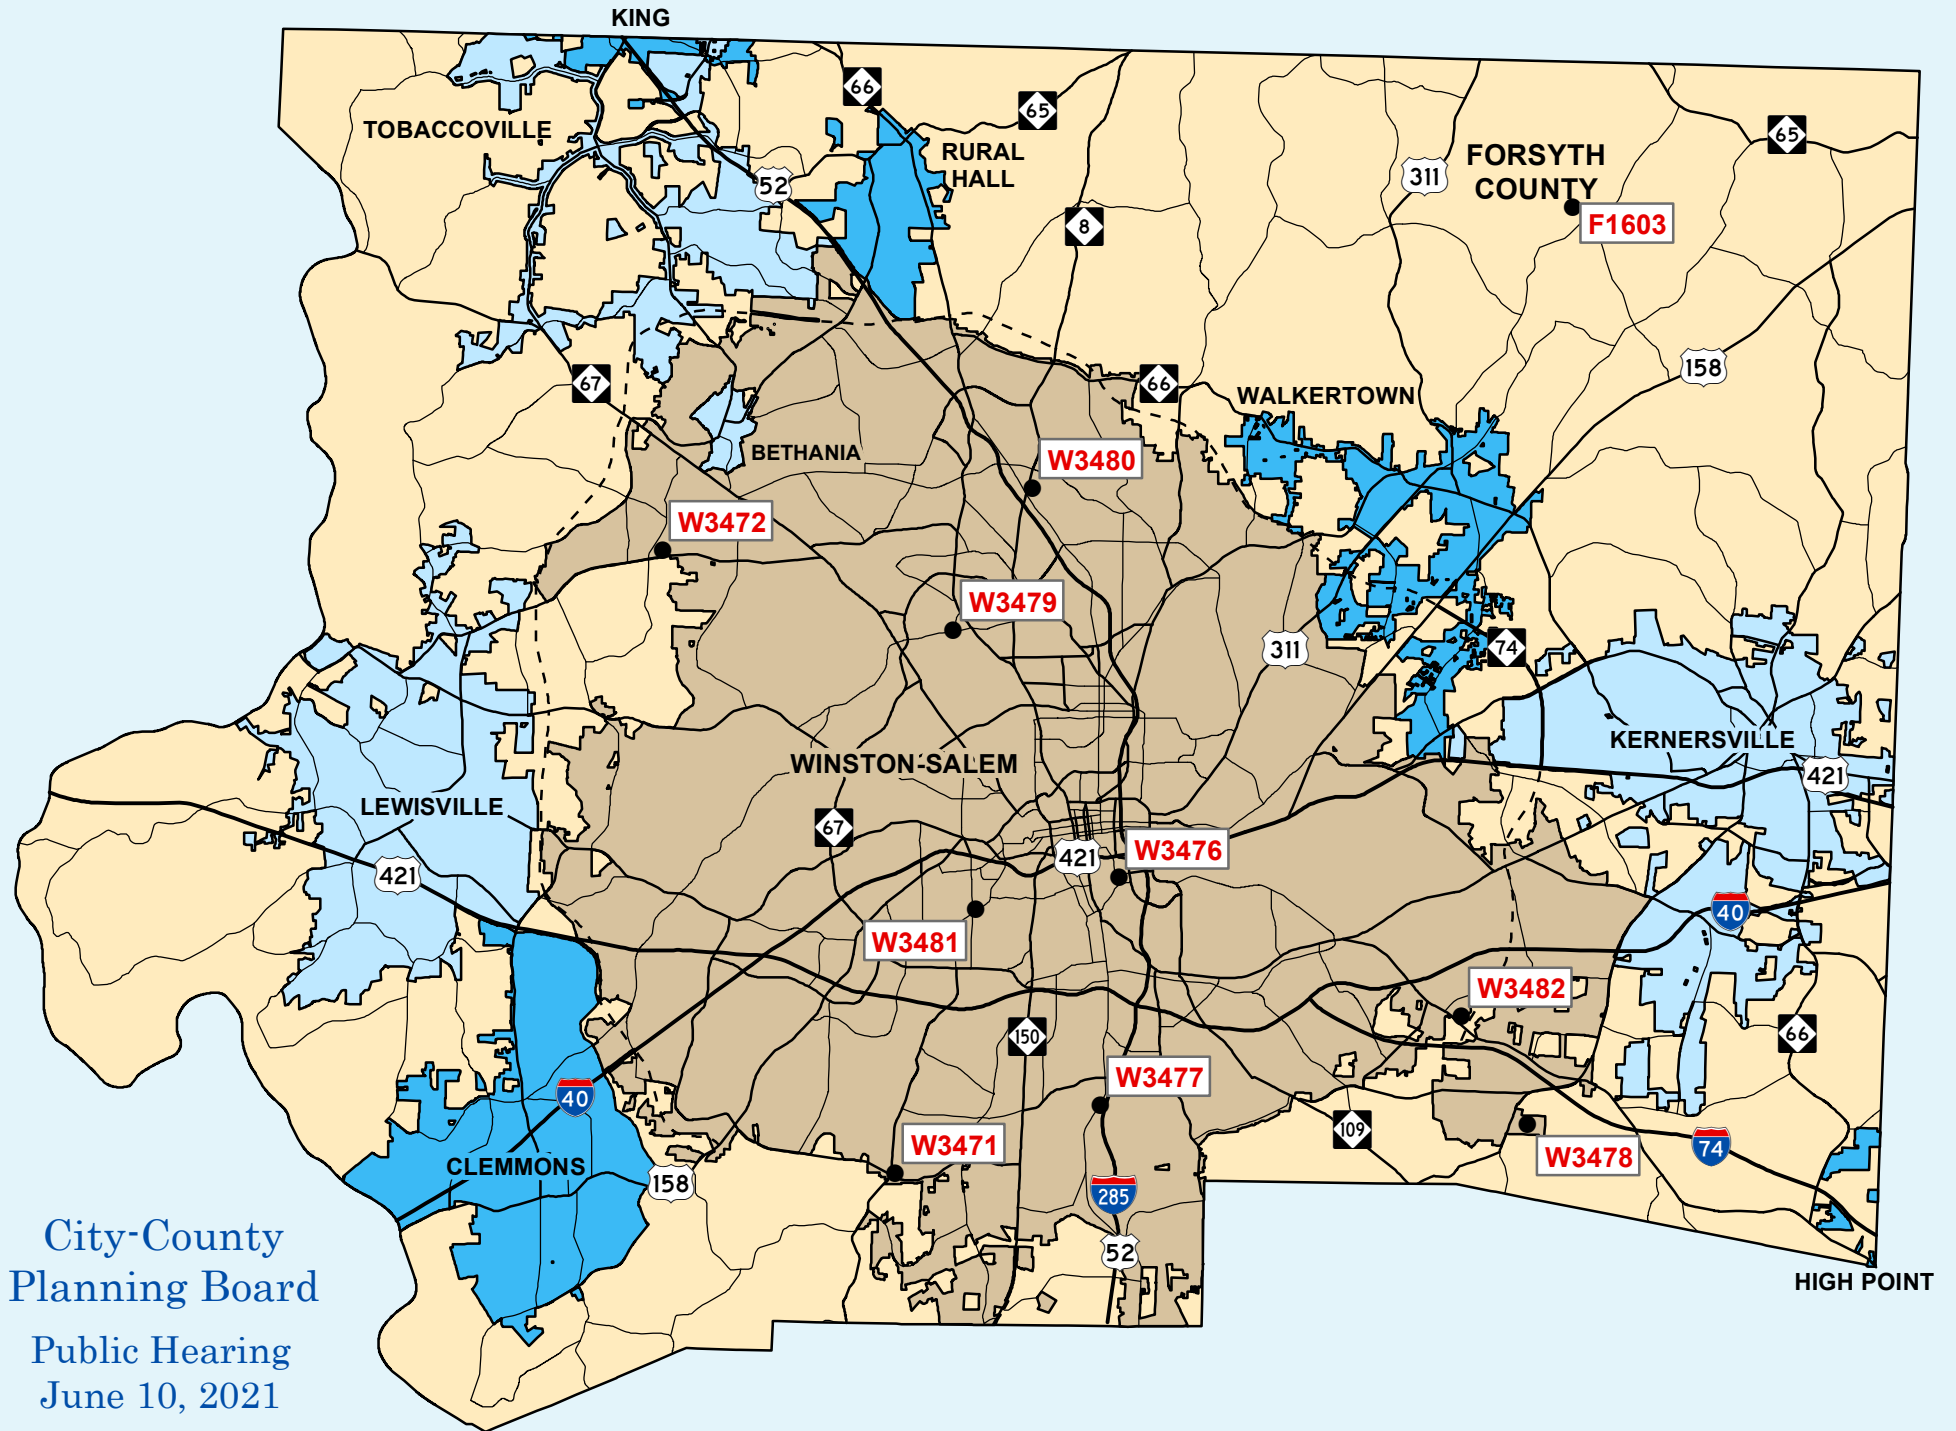 KING
66
65
TOBACCOVILLE
RURAL
HALL
52
311
FORSYTH
COUNTY
65
F1603
8
67
66
158
WALKERTOWN
BETHANIA
W3480
W3472
W3479
311
74
KERNERSVILLE
421
WINSTON-SALEM
LEWISVILLE
67
421
W3476
421
40
W3481
W3482
150
66
40
W3477
109
W3471
W3478
74
CLEMMONS
158
285
52
City-County
Planning Board
HIGH POINT
Public Hearing
June 10, 2021